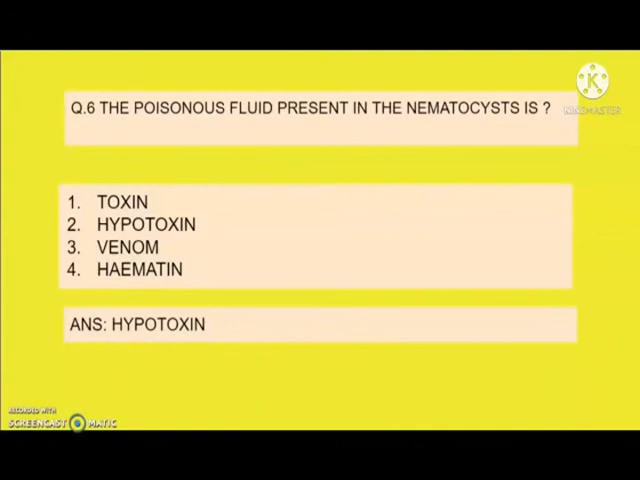 K
KINEMASTER
Q.6 THE POISONOUS FLUID PRESENT IN THE NEMATOCYSTS IS ?
1. TOXIN
2. HYPOTOXIN
3. VENOM
4. HAEMATIN
ANS: HYPOTOXIN
RECORDED WITH
SCREENCAST MATIC